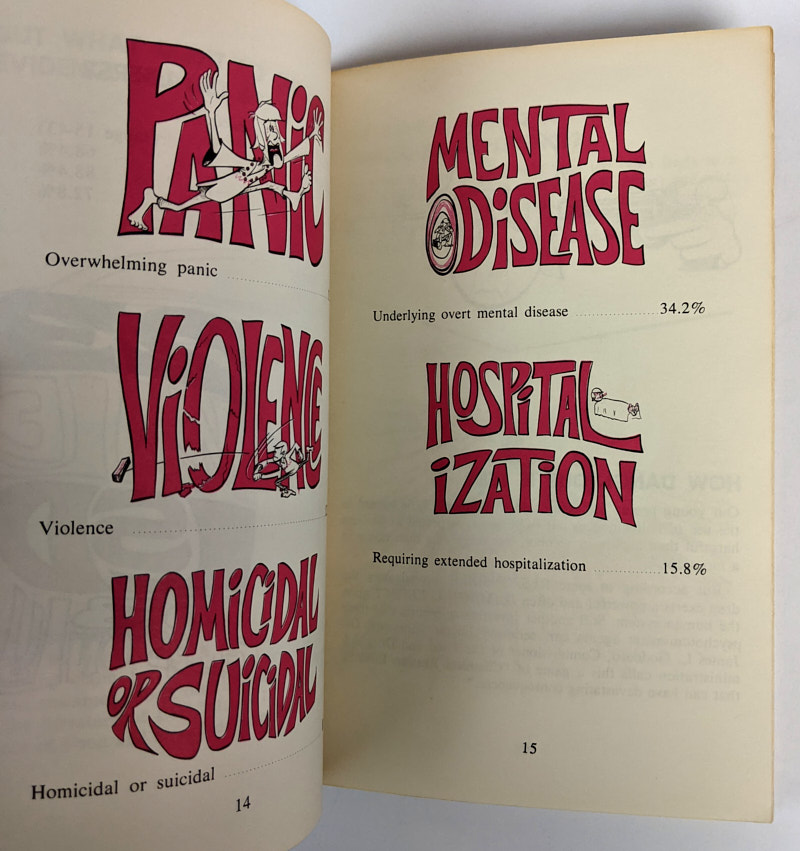 PANIC
Overwhelming panic
ViOLENCE
Violence
HOMiCiDAL
OR SUiCiDAL
Homicidal or suicidal
14
MENTAL
DiSEASE
Underlying overt mental disease 34.2%
HOSPiTAL
iZATiON
Requiring extended hospitalization 15.8%
15